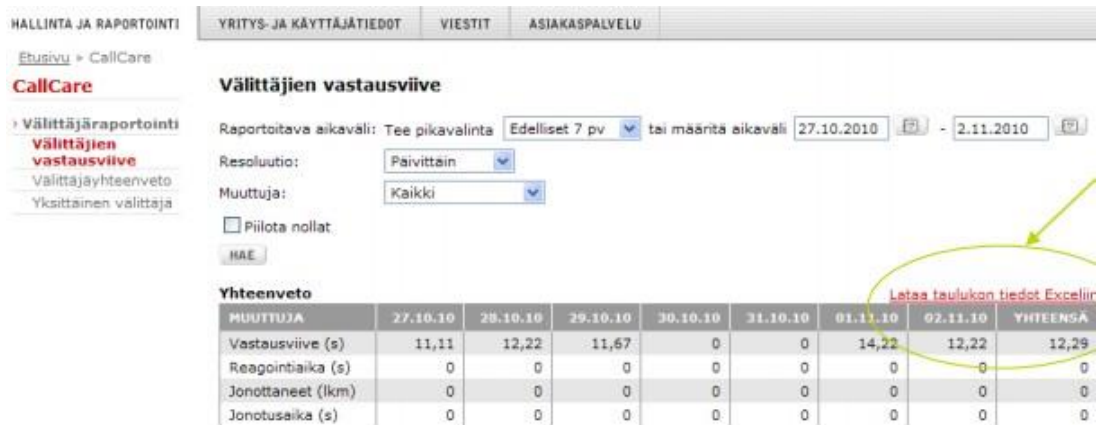 HALLINTA JA RAPORTOINTI YRITYS- JA KÄYTTÄJÄTIEDOT VIESTIT ASIAKASPALVELU
Etusivu » CallCare
CallCare
› Välittäjäraportointi
Välittäjien
vastausviive
Välittäjäyhteenveto
Yksittäinen välittäjä
Välittäjien vastausviive
Raportoitava aikaväli: Tee pikavalinta Edelliset 7 pv tai määritä aikaväli 27.10.2010 - 2.11.2010
Resoluutio: Päivittäin
Muuttuja: Kaikki
Piilota nollat
HAE
Yhteenveto Lataa taulukon tiedot Exceliin
MUUTTUJA 27.10.10 28.10.10 29.10.10 30.10.10 31.10.10 01.11.10 02.11.10 YHTEENSÄ
Vastausviive (s) 11,11 12,22 11,67 0 0 14,22 12,22 12,29
Reagointiaika (s) 0 0 0 0 0 0 0 0
Jonottaneet (lkm) 0 0 0 0 0 0 0 0
Jonotusaika (s) 0 0 0 0 0 0 0 0